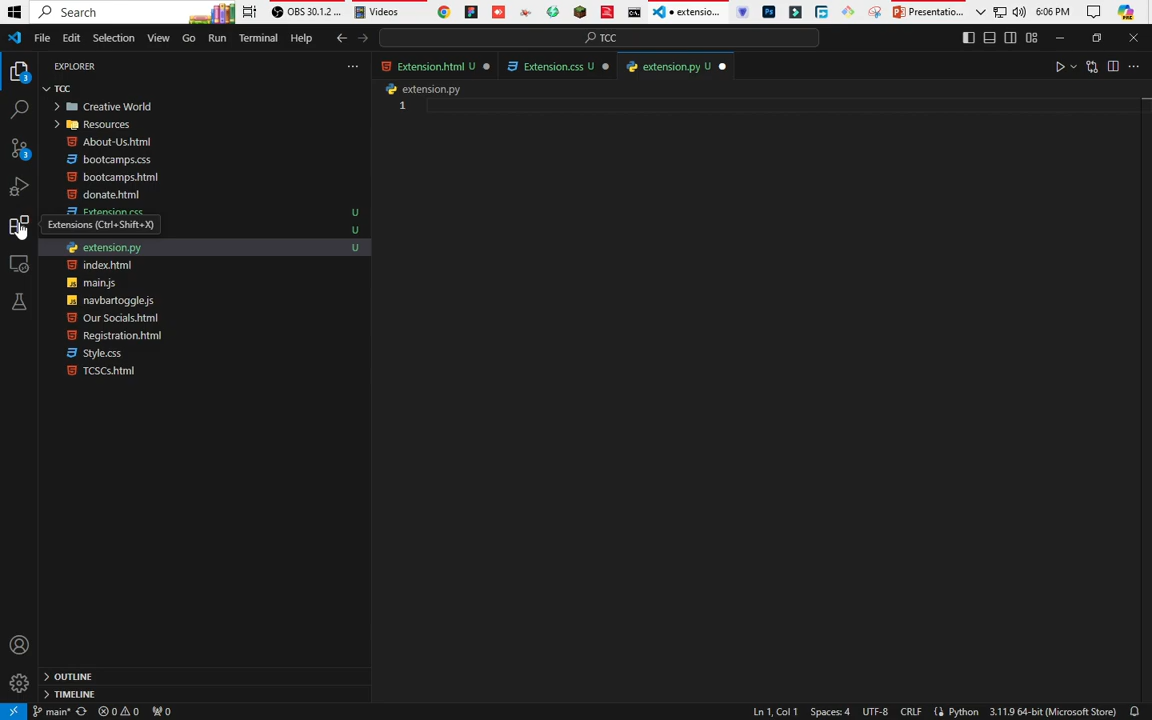 Search OBS 30.1.2 ... Videos extensio... Presentatio... 6:06 PM
File Edit Selection View Go Run Terminal Help TCC
EXPLORER
Extension.html U Extension.css U extension.py U
TCC
extension.py
1
Creative World
Resources
About-Us.html
bootcamps.css
bootcamps.html
donate.html
Extension.css U
Extensions (Ctrl+Shift+X) U
extension.py U
index.html
main.js
navbartoggle.js
Our Socials.html
Registration.html
Style.css
TCSCs.html
3
3
OUTLINE
TIMELINE
main* 0 0 0 Ln 1, Col 1 Spaces: 4 UTF-8 CRLF Python 3.11.9 64-bit (Microsoft Store)